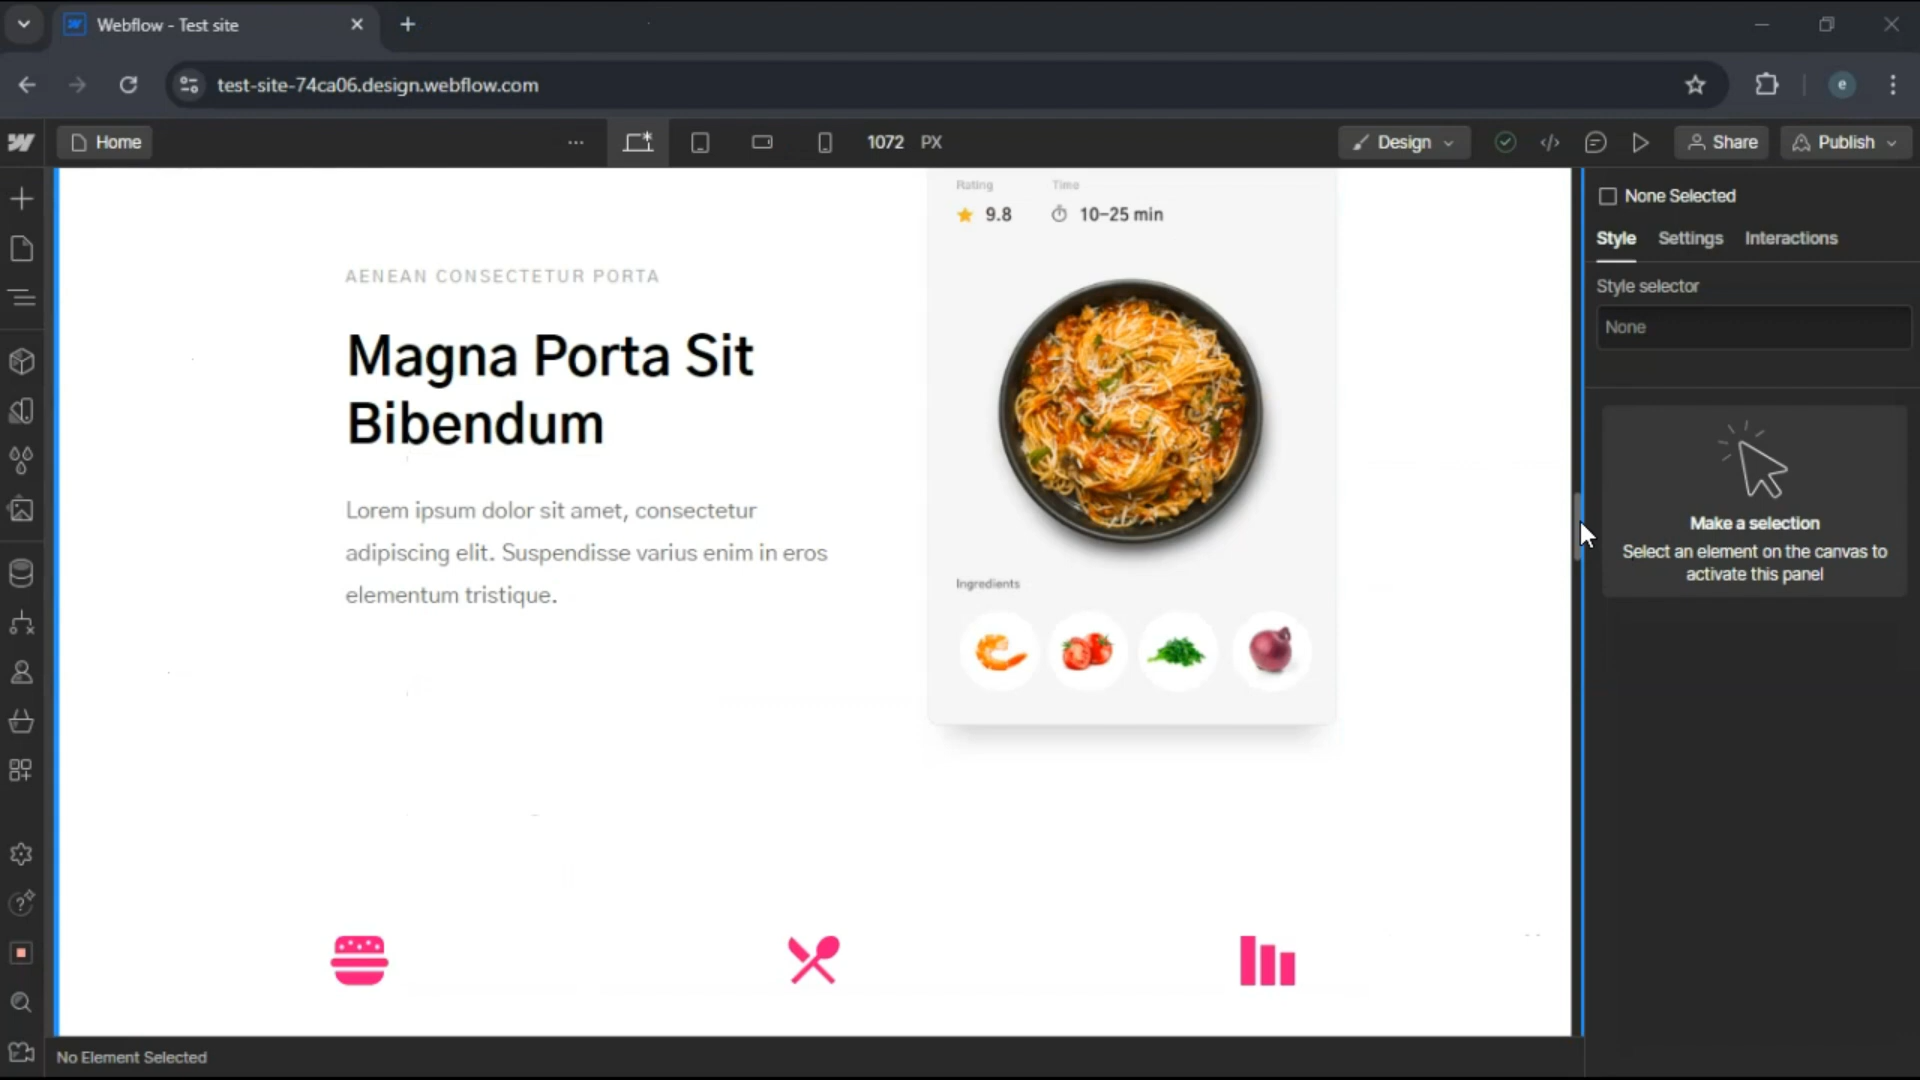 Webflow - Test site
test-site-74ca06.design.webflow.com
e
Home
1072 PX
Design
Share
Publish
None Selected
Style Settings Interactions
Style selector
None
Make a selection
Select an element on the canvas to
activate this panel
Rating Time
9.8 10-25 min
AENEAN CONSECTETUR PORTA
Magna Porta Sit
Bibendum
Lorem ipsum dolor sit amet, consectetur
adipiscing elit. Suspendisse varius enim in eros
elementum tristique.
Ingredients
No Element Selected